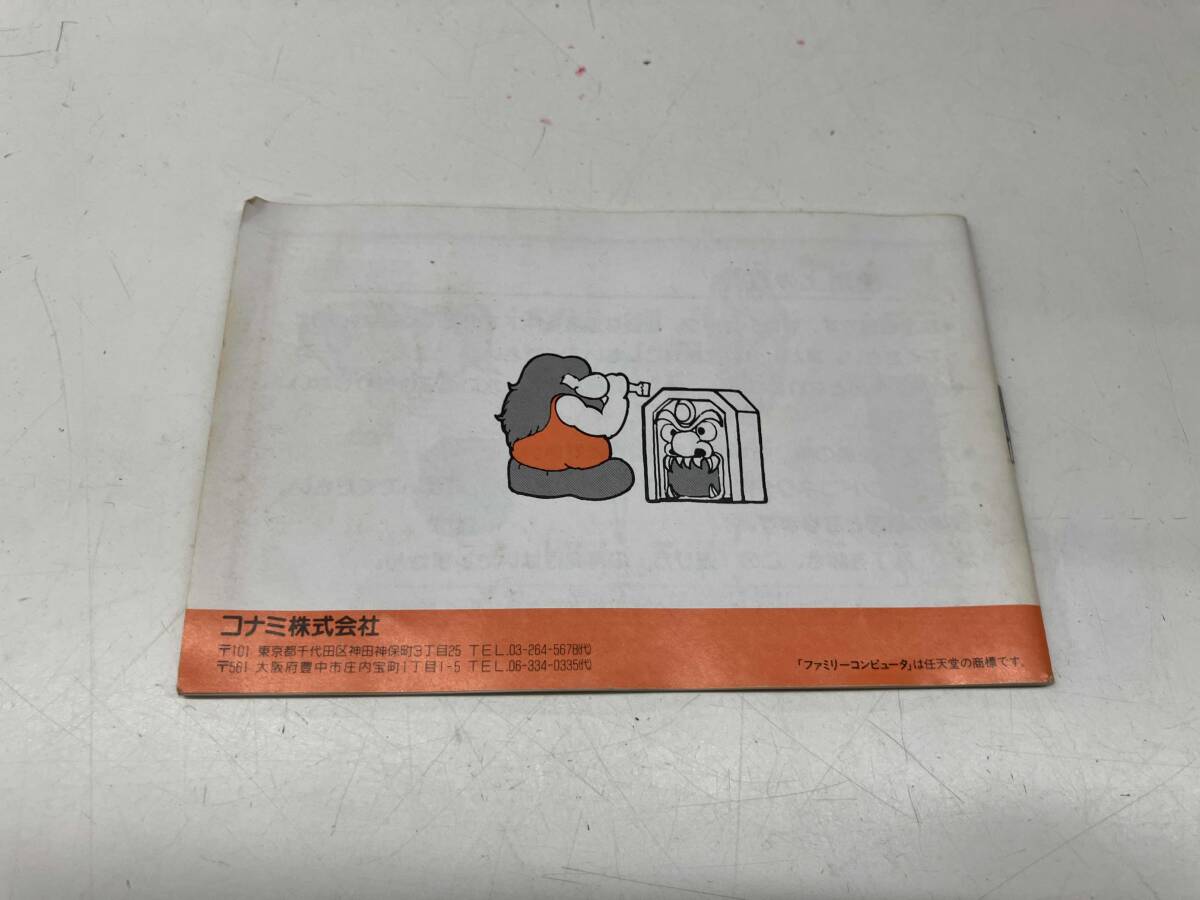 コナミ株式会社
〒101 東京都千代田区神田神保町3丁目25 TEL.03-264-5678㈹
〒561 大阪府豊中市庄内宝町1丁目1-5 TEL.06-334-0335㈹
「ファミリーコンピュータ」は任天堂の商標です。